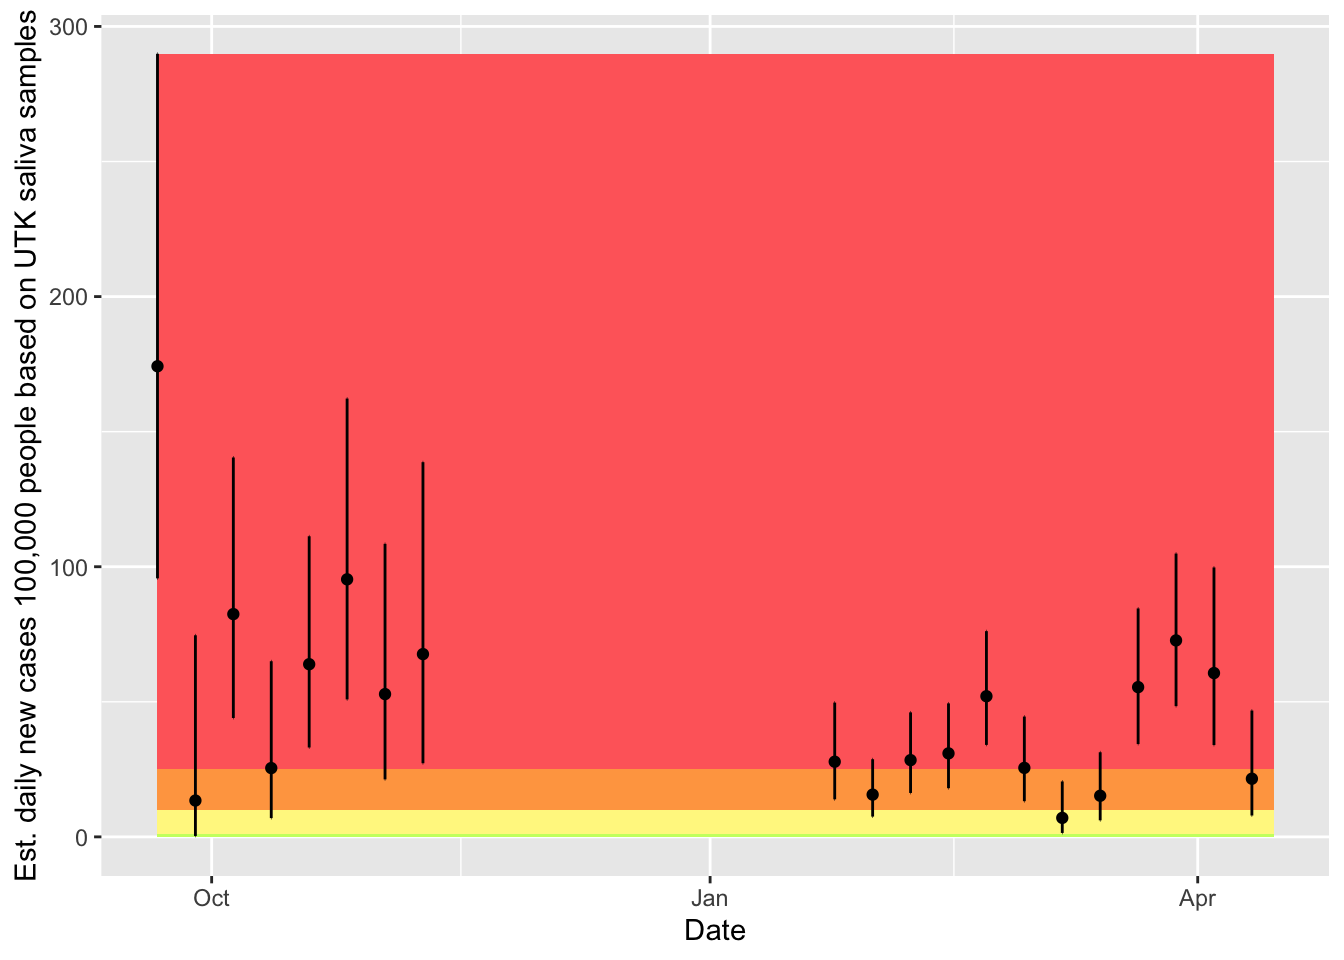 Est. daily new cases 100,000 people based on UTK saliva samples
300
200
100
0
Oct
Jan
Apr
Date